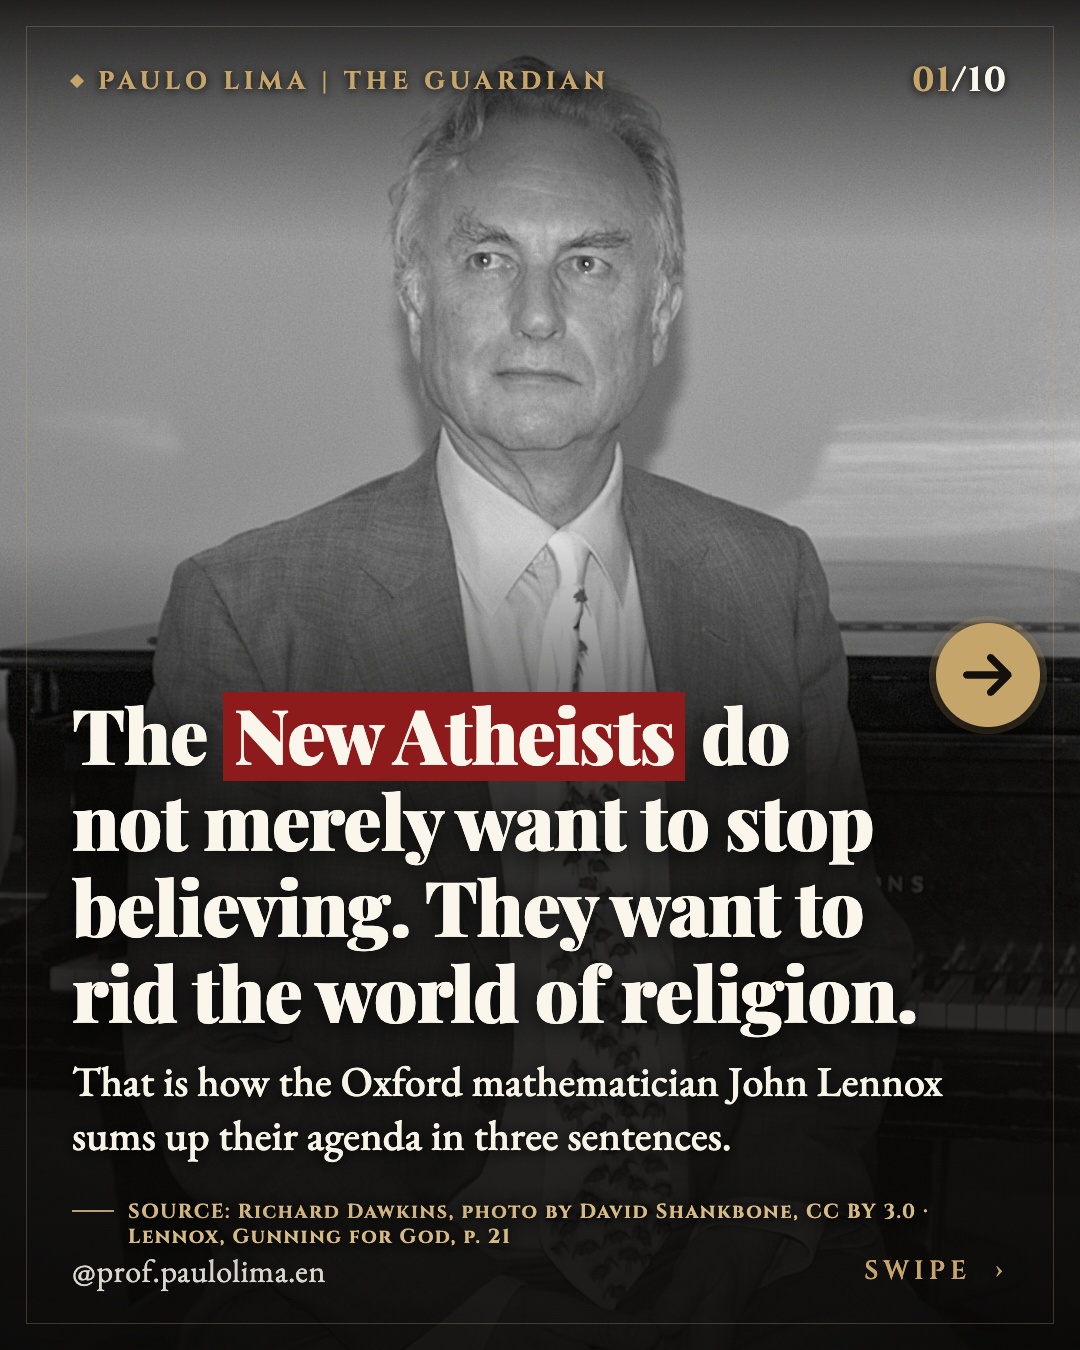 ◆ PAULO LIMA | THE GUARDIAN
01/10
The New Atheists do
not merely want to stop
believing. They want to
rid the world of religion.
That is how the Oxford mathematician John Lennox
sums up their agenda in three sentences.
SOURCE: RICHARD DAWKINS, PHOTO BY DAVID SHANKBONE, CC BY 3.0 ·
LENNOX, GUNNING FOR GOD, P. 21
@prof.paulolima.en
SWIPE ›